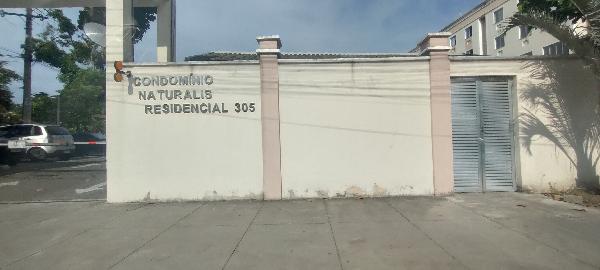 CONDOMÍNIO
NATURALIS
RESIDENCIAL 305